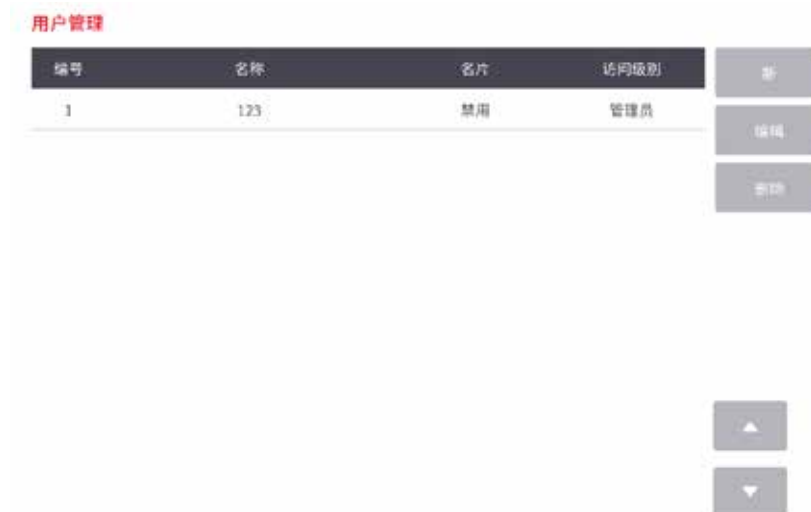 用户管理
编号 名称 名片 访问级别
1 123 禁用 管理员
新
编辑
删除